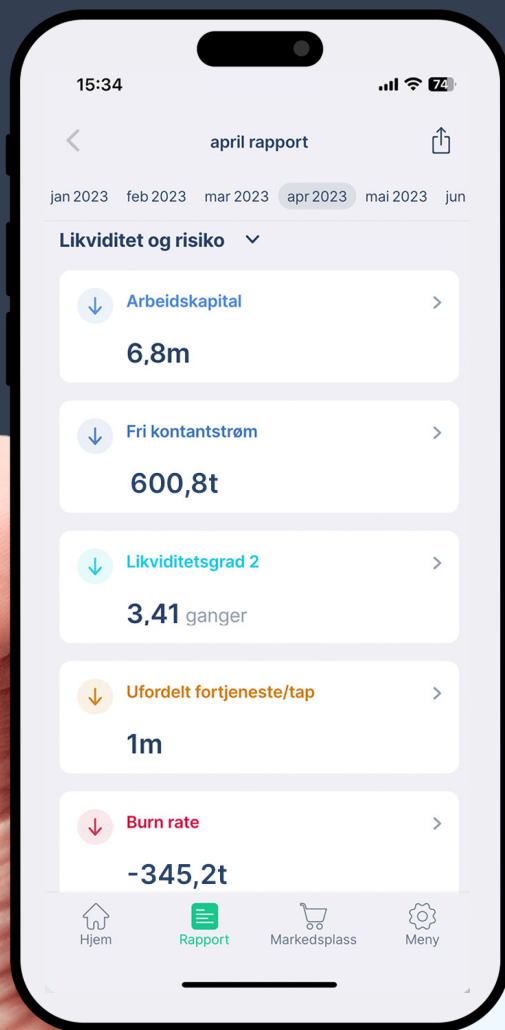 15:34
74
april rapport
jan 2023 feb 2023 mar 2023 apr 2023 mai 2023 jun
Likviditet og risiko
Arbeidskapital
6,8m
Fri kontantstrøm
600,8t
Likviditetsgrad 2
3,41 ganger
Ufordelt fortjeneste/tap
1m
Burn rate
-345,2t
Hjem Rapport Markedsplass Meny